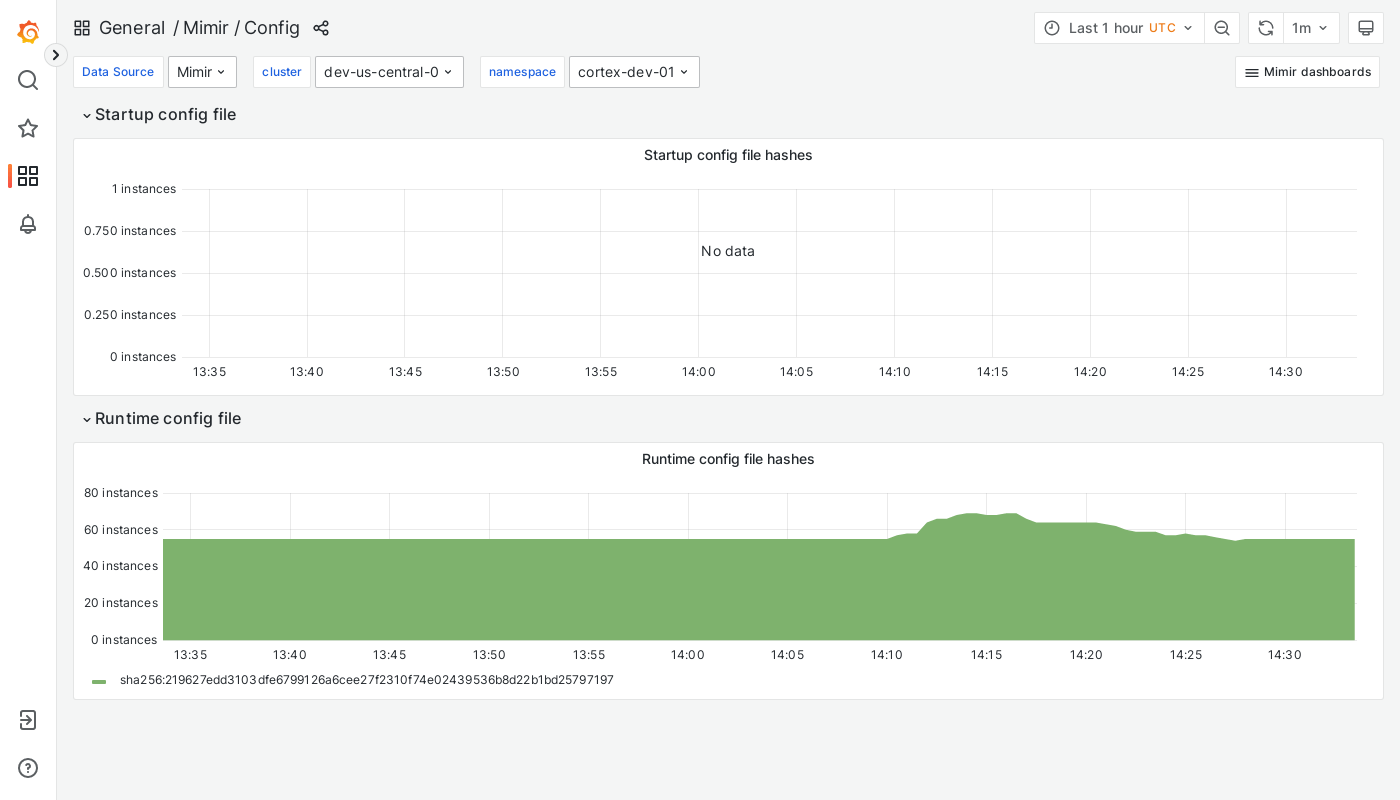 General / Mimir / Config
Last 1 hour UTC
1m
Data Source Mimir cluster dev-us-central-0 namespace cortex-dev-01 Mimir dashboards
Startup config file
Startup config file hashes
1 instances
0.750 instances
0.500 instances
0.250 instances
0 instances
No data
13:35 13:40 13:45 13:50 13:55 14:00 14:05 14:10 14:15 14:20 14:25 14:30
Runtime config file
Runtime config file hashes
80 instances
60 instances
40 instances
20 instances
0 instances
13:35 13:40 13:45 13:50 13:55 14:00 14:05 14:10 14:15 14:20 14:25 14:30
sha256:219627edd3103dfe6799126a6cee27f2310f74e02439536b8d22b1bd25797197